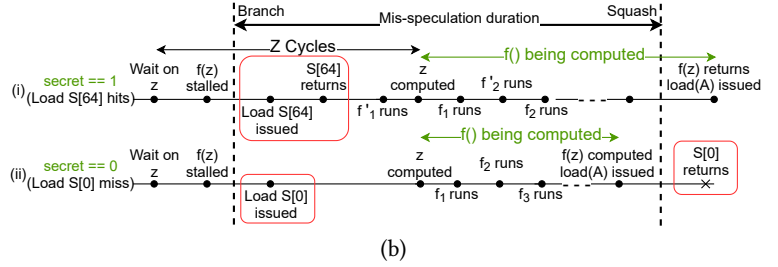 Branch Mis-speculation duration Squash
Z Cycles
f() being computed
(i) secret == 1
(Load S[64] hits)
Wait on
z
f(z)
stalled
Load S[64]
issued
S[64]
returns
f'1 runs
z
computed
f1 runs
f'2 runs
f2 runs
f(z) returns
load(A) issued
f() being computed
(ii) secret == 0
(Load S[0] miss)
Wait on
z
f(z)
stalled
Load S[0]
issued
z
computed
f1 runs
f2 runs
f3 runs
f(z) computed
load(A) issued
S[0]
returns
(b)